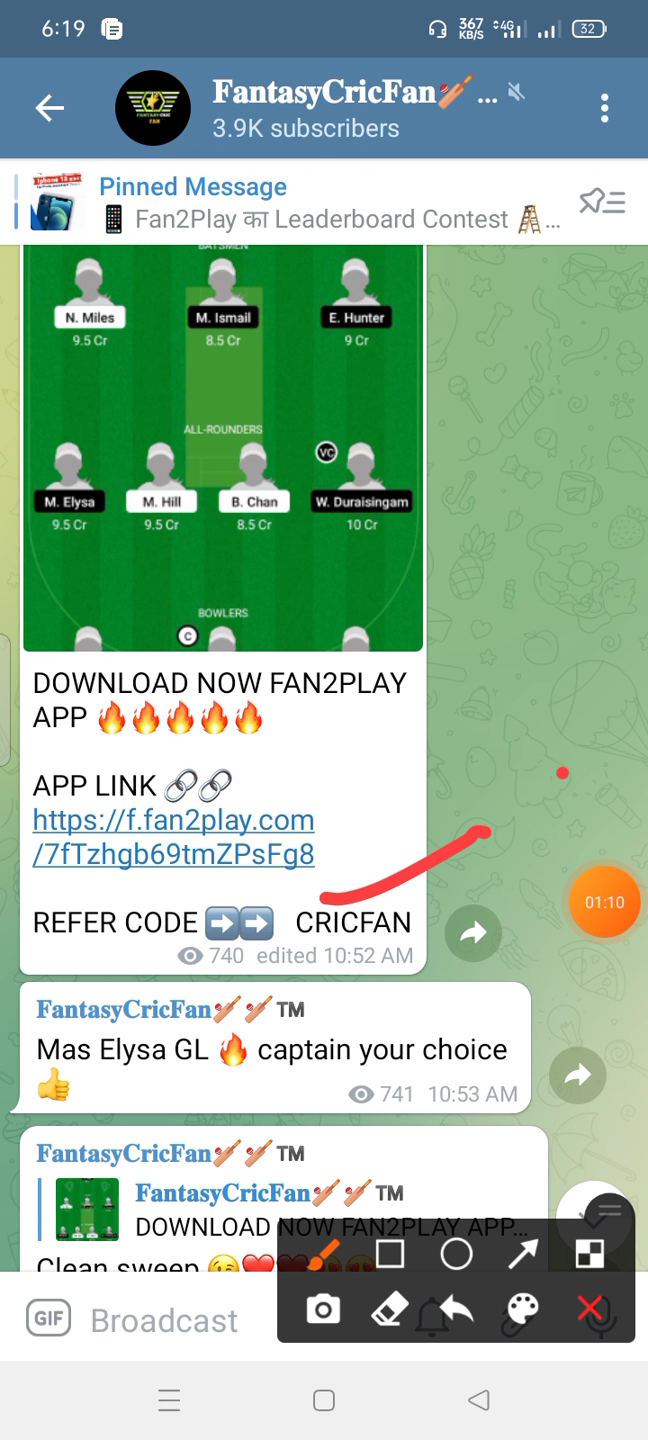 6:19
367
KB/S
4G
32
FantasyCricFan🏏...
3.9K subscribers
Pinned Message
📱 Fan2Play का Leaderboard Contest 🪜...
BATSMEN
N. Miles
M. Ismail
E. Hunter
9.5 Cr
8.5 Cr
9 Cr
ALL-ROUNDERS
VC
M. Elysa
M. Hill
B. Chan
W. Duraisingam
9.5 Cr
9.5 Cr
8.5 Cr
10 Cr
BOWLERS
C
DOWNLOAD NOW FAN2PLAY
APP 🔥🔥🔥🔥🔥
APP LINK 🔗🔗
https://f.fan2play.com
/7fTzhgb69tmZPsFg8
REFER CODE ➡️➡️ CRICFAN
740 edited 10:52 AM
01:10
FantasyCricFan🏏🏏™
Mas Elysa GL 🔥 captain your choice
👍
741 10:53 AM
FantasyCricFan🏏🏏™
FantasyCricFan🏏🏏™
DOWNLOAD NOW FAN2PLAY APP...
Clean sweep
GIF Broadcast